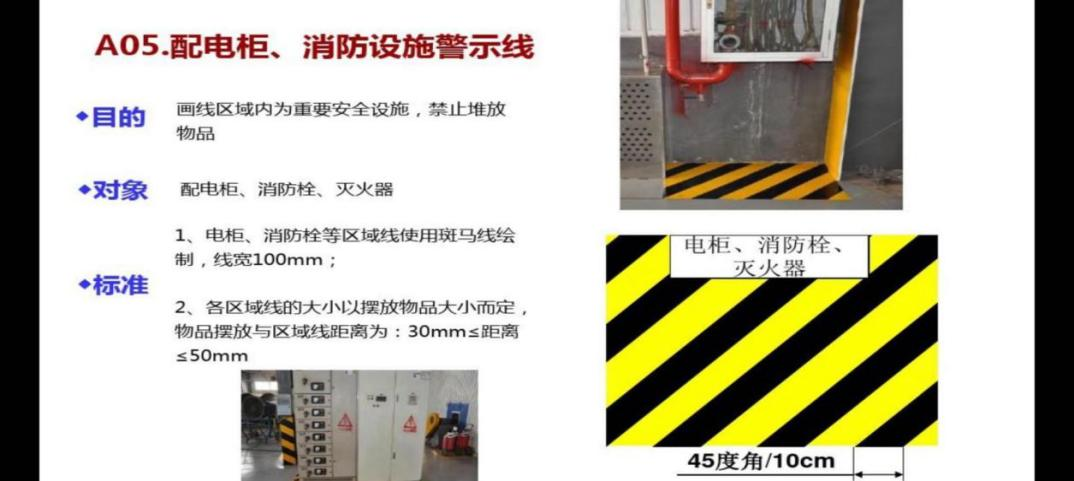 A05.配电柜、消防设施警示线
◆目的
画线区域内为重要安全设施，禁止堆放
物品
◆对象
配电柜、消防栓、灭火器
◆标准
1、电柜、消防栓等区域线使用斑马线绘
制，线宽100mm；
2、各区域线的大小以摆放物品大小而定，
物品摆放与区域线距离为：30mm≤距离
≤50mm
电柜、消防栓、
灭火器
45度角/10cm